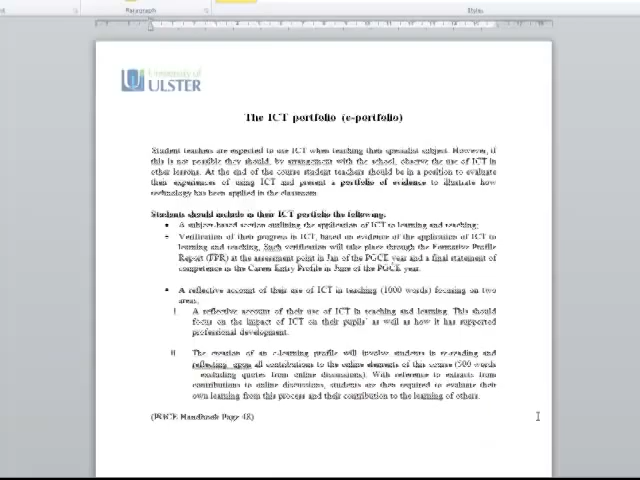 Paragraph
Styles
University of
ULSTER
The ICT portfolio (e-portfolio)
Student teachers are expected to use ICT when teaching their specialist subject. However, if
this is not possible they should, by arrangement with the school, observe the use of ICT in
other lessons. At the end of the course student teachers should be in a position to evaluate
their experiences of using ICT and present a portfolio of evidence to illustrate how
technology has been applied in the classroom.
Students should include in their ICT portfolio the following:
• A subject-based section outlining the application of ICT to learning and teaching;
• Verification of their progress in ICT, based on evidence of the application of ICT to
learning and teaching. Such verification will take place through the Formative Profile
Report (FPR) at the assessment point in Jan of the PGCE year and a final statement of
competence in the Career Entry Profile in June of the PGCE year.
• A reflective account of their use of ICT in teaching (1000 words) focusing on two
areas;
i. A reflective account of their use of ICT in teaching and learning. This should
focus on the impact of ICT on their pupils' as well as how it has supported
professional development.
ii. The creation of an e-learning profile will involve students in re-reading and
reflecting upon all contributions to the online elements of this course (500 words
excluding quotes from online discussions). With reference to extracts from
contributions to online discussions, students are then required to evaluate their
own learning from this process and their contribution to the learning of others.
(PGCE Handbook Page 48)